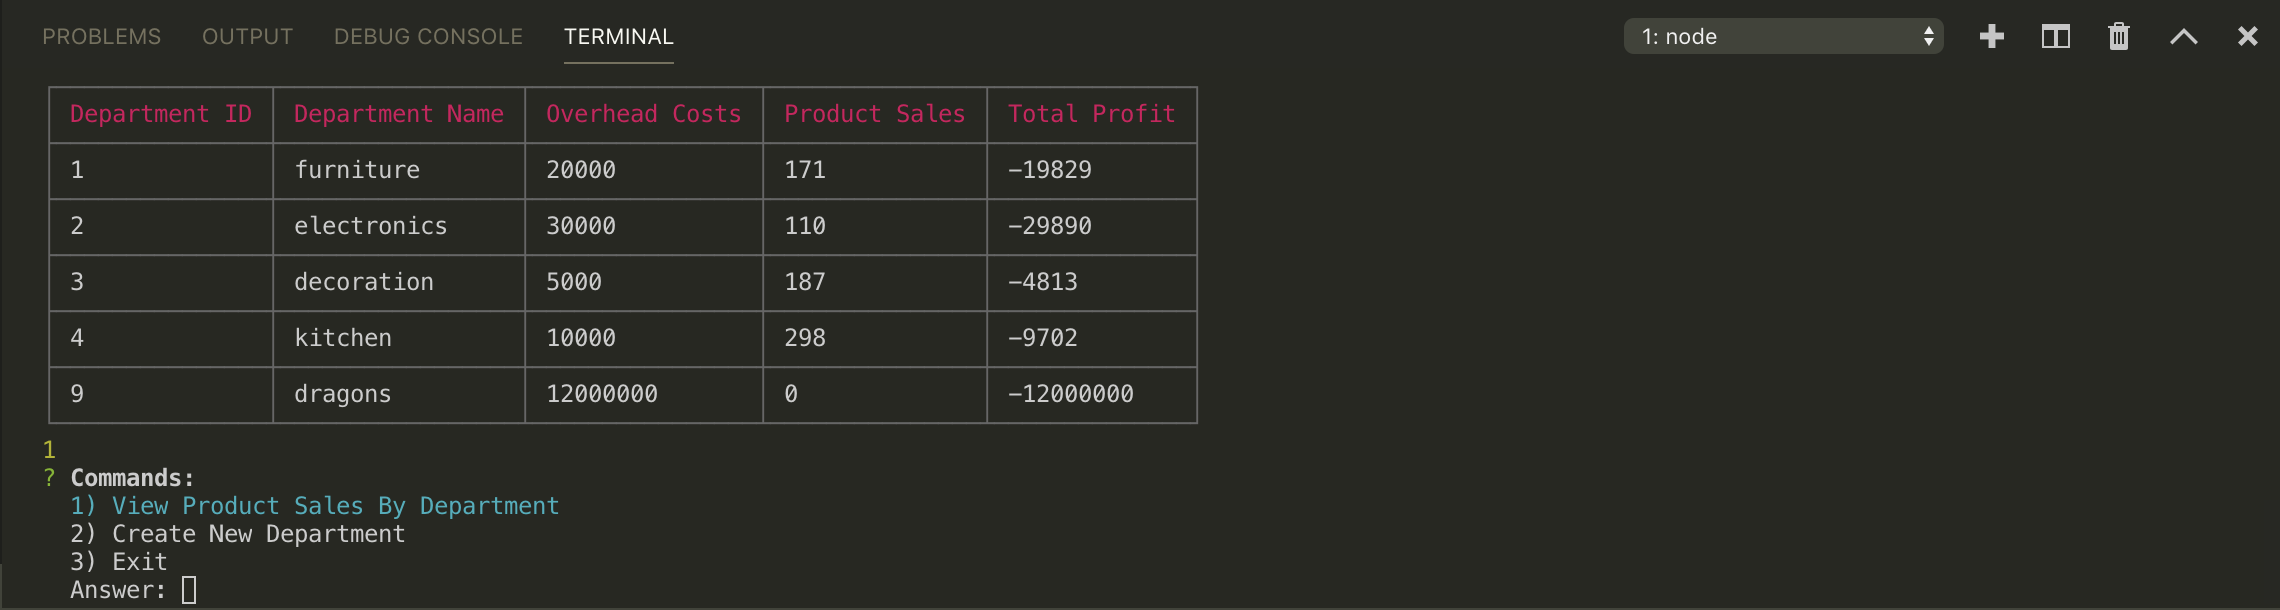 PROBLEMS OUTPUT DEBUG CONSOLE TERMINAL 1: node
Department ID Department Name Overhead Costs Product Sales Total Profit
1 furniture 20000 171 -19829
2 electronics 30000 110 -29890
3 decoration 5000 187 -4813
4 kitchen 10000 298 -9702
9 dragons 12000000 0 -12000000
1
? Commands:
1) View Product Sales By Department
2) Create New Department
3) Exit
Answer: